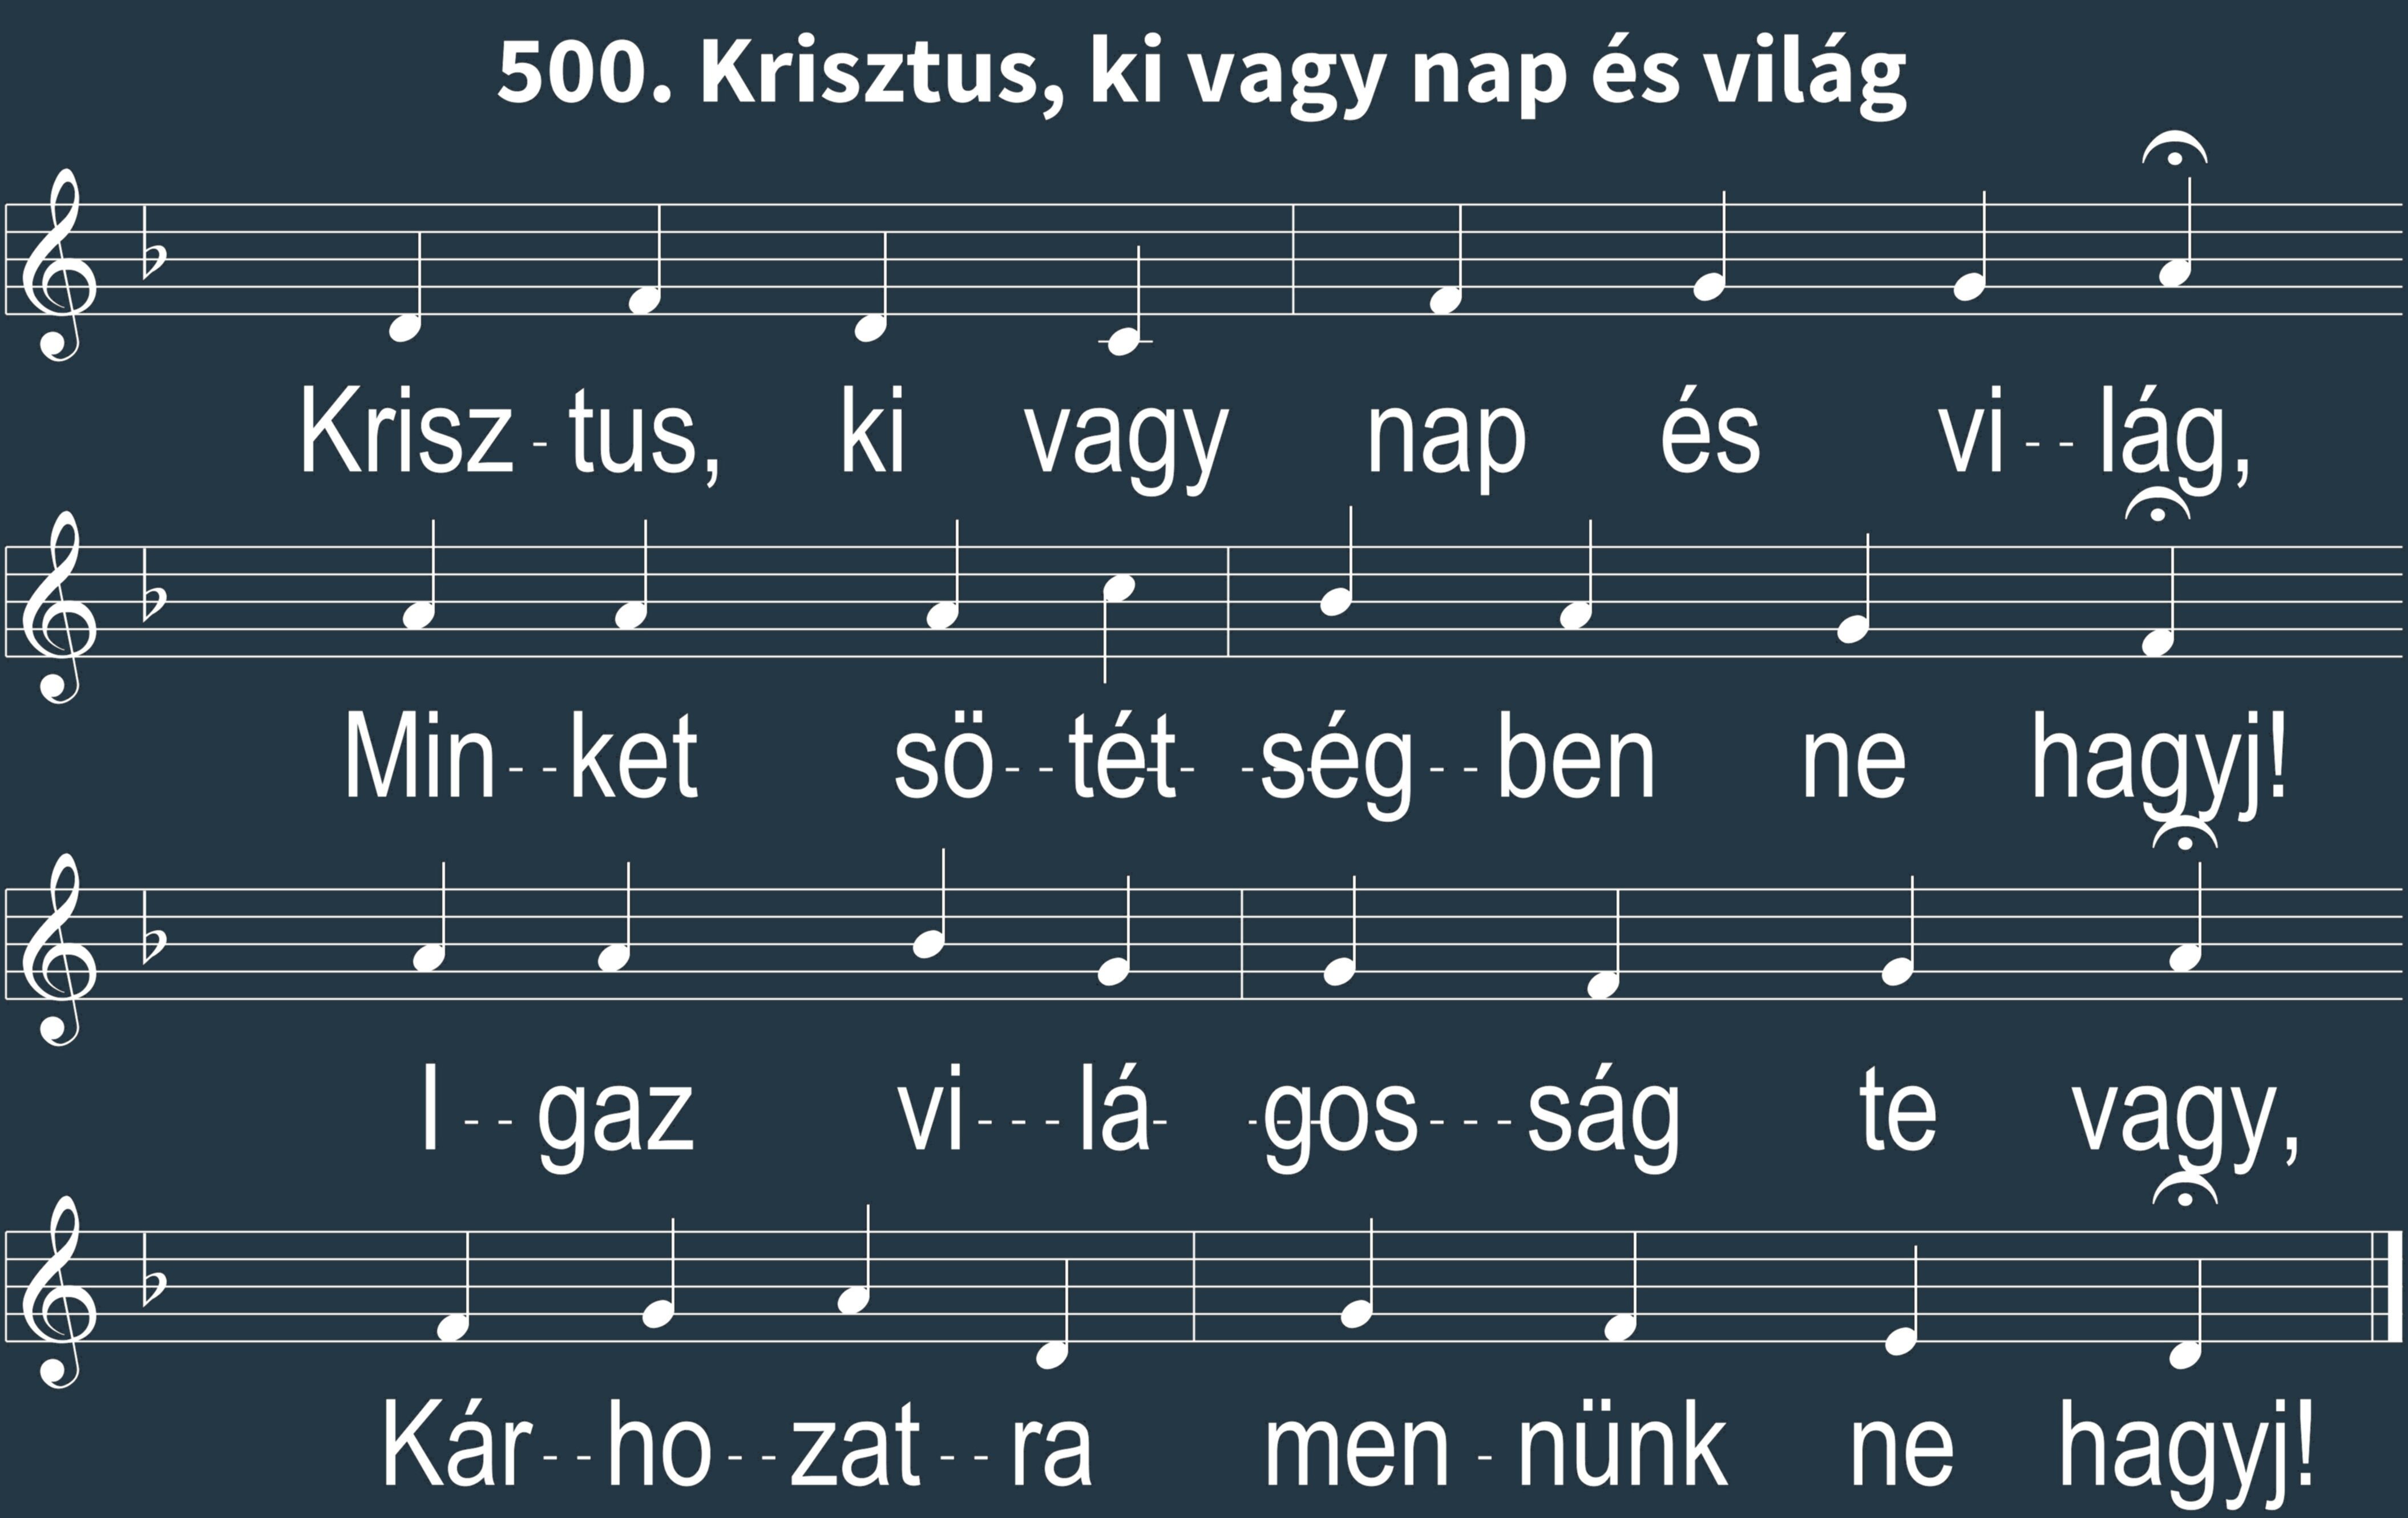 500. Krisztus, ki vagy nap és világ
Krisz - tus, ki vagy nap és vi - - lág,
Min - - ket sö - - tét - - ség - - ben ne hagyj!
I - - gaz vi - - - lá - - gos - - - ság te vagy,
Kár - - ho - - zat - - ra men - nünk ne hagyj!